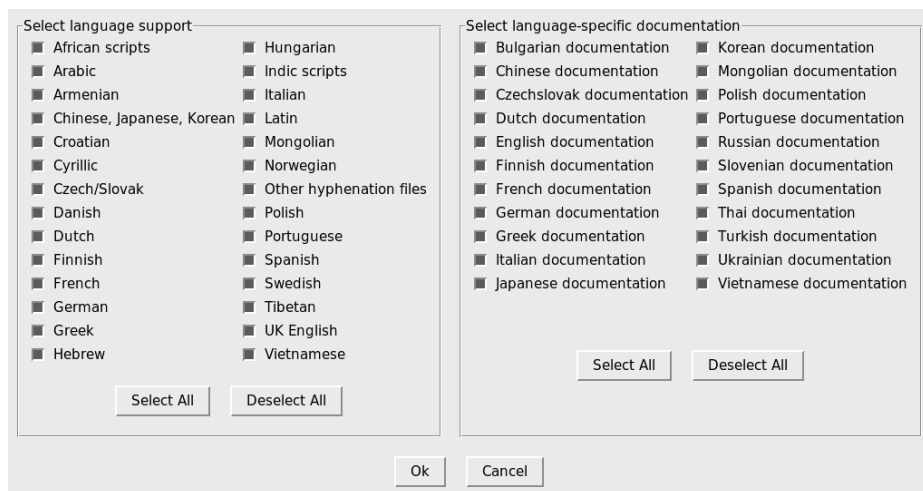 Select language support
African scripts
Arabic
Armenian
Chinese, Japanese, Korean
Croatian
Cyrillic
Czech/Slovak
Danish
Dutch
Finnish
French
German
Greek
Hebrew
Hungarian
Indic scripts
Italian
Latin
Mongolian
Norwegian
Other hyphenation files
Polish
Portuguese
Spanish
Swedish
Tibetan
UK English
Vietnamese
Select All
Deselect All
Select language-specific documentation
Bulgarian documentation
Chinese documentation
Czechslovak documentation
Dutch documentation
English documentation
Finnish documentation
French documentation
German documentation
Greek documentation
Italian documentation
Japanese documentation
Korean documentation
Mongolian documentation
Polish documentation
Portuguese documentation
Russian documentation
Slovenian documentation
Spanish documentation
Thai documentation
Turkish documentation
Ukrainian documentation
Vietnamese documentation
Select All
Deselect All
Ok
Cancel